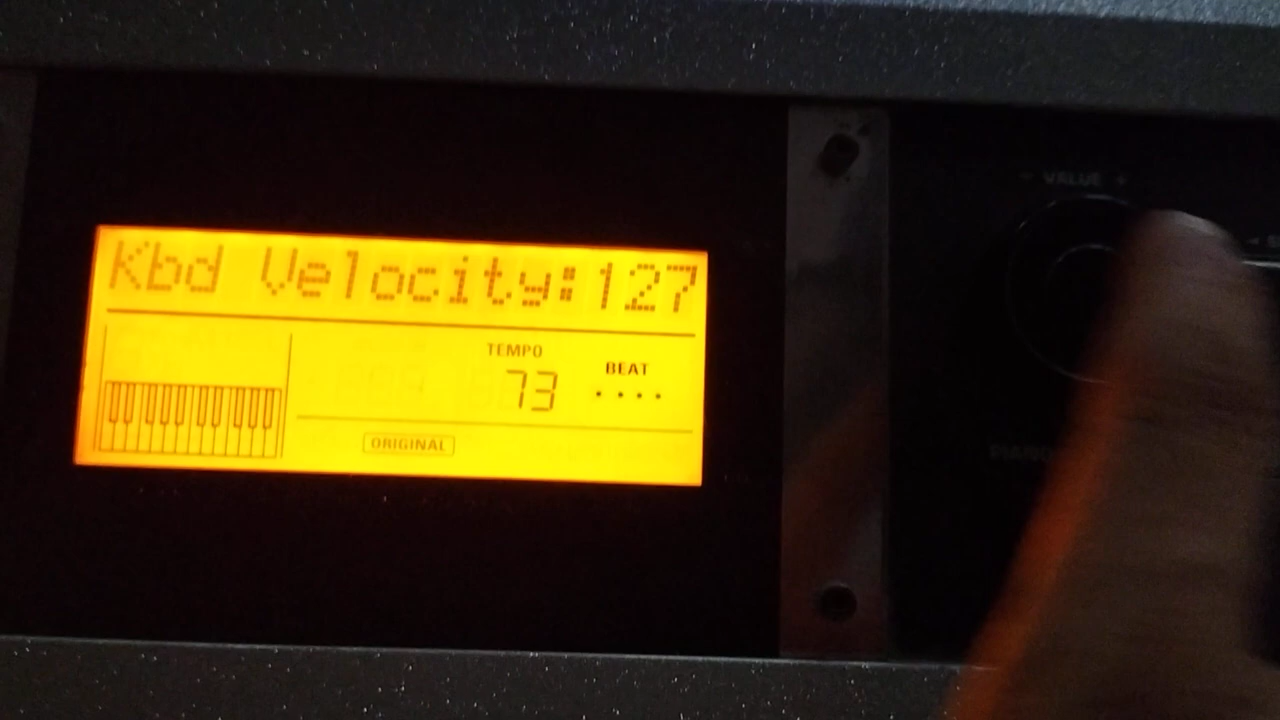 Kbd Velocity:127
TEMPO
73
BEAT
ORIGINAL
- VALUE +